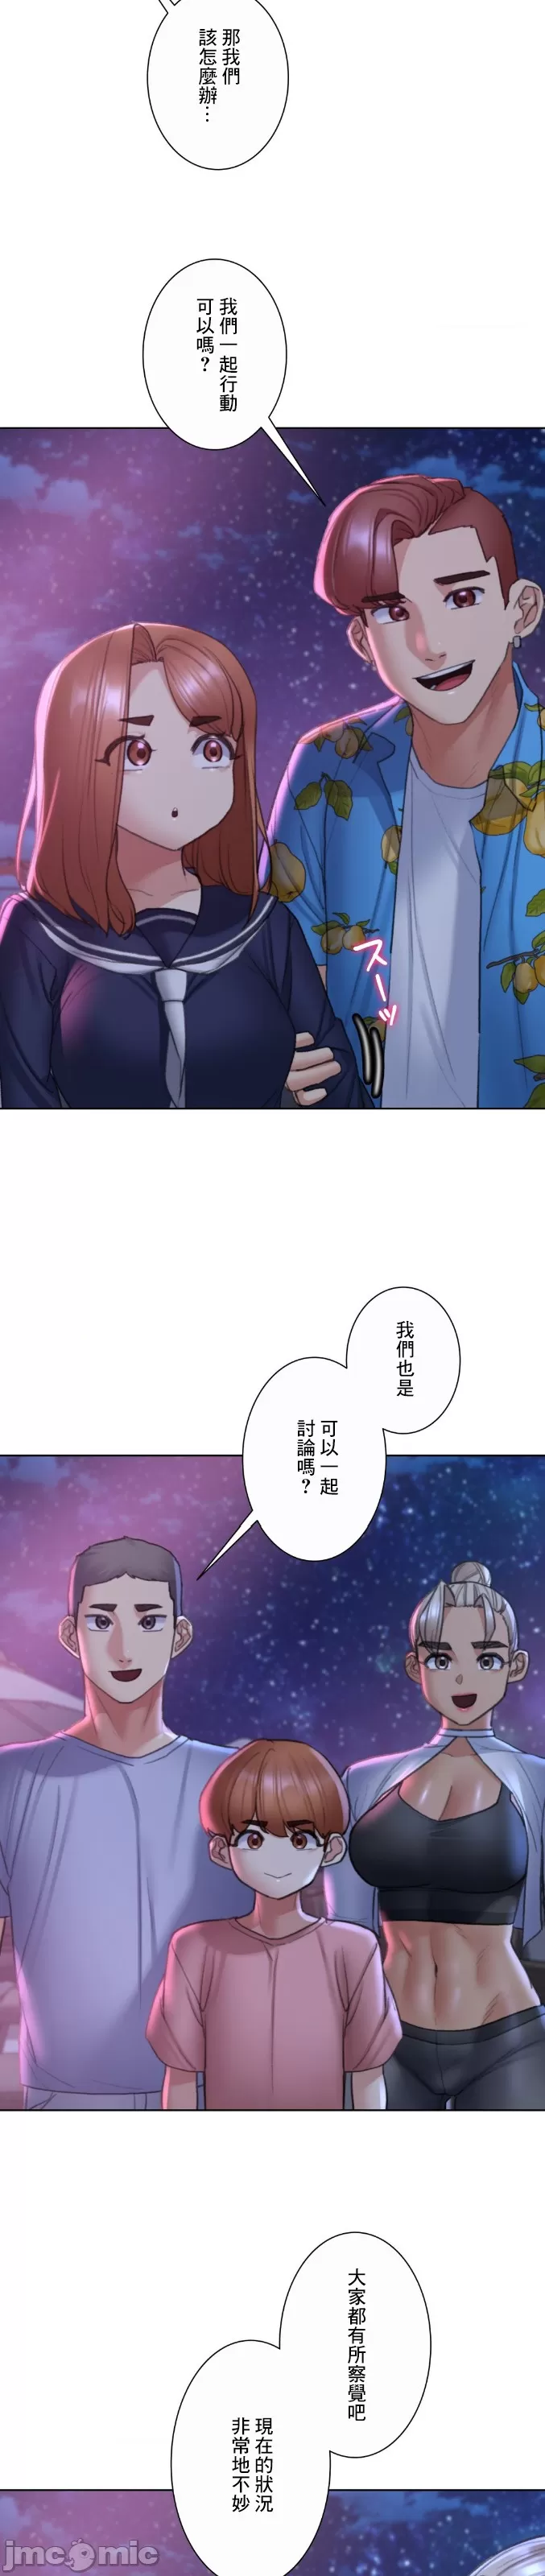 那我們
該怎麼辦…
我們一起行動
可以嗎?
スーッ
我們也是
可以一起
討論嗎?
大家都有所察覺吧
現在的狀況
非常地不妙
jmcomic